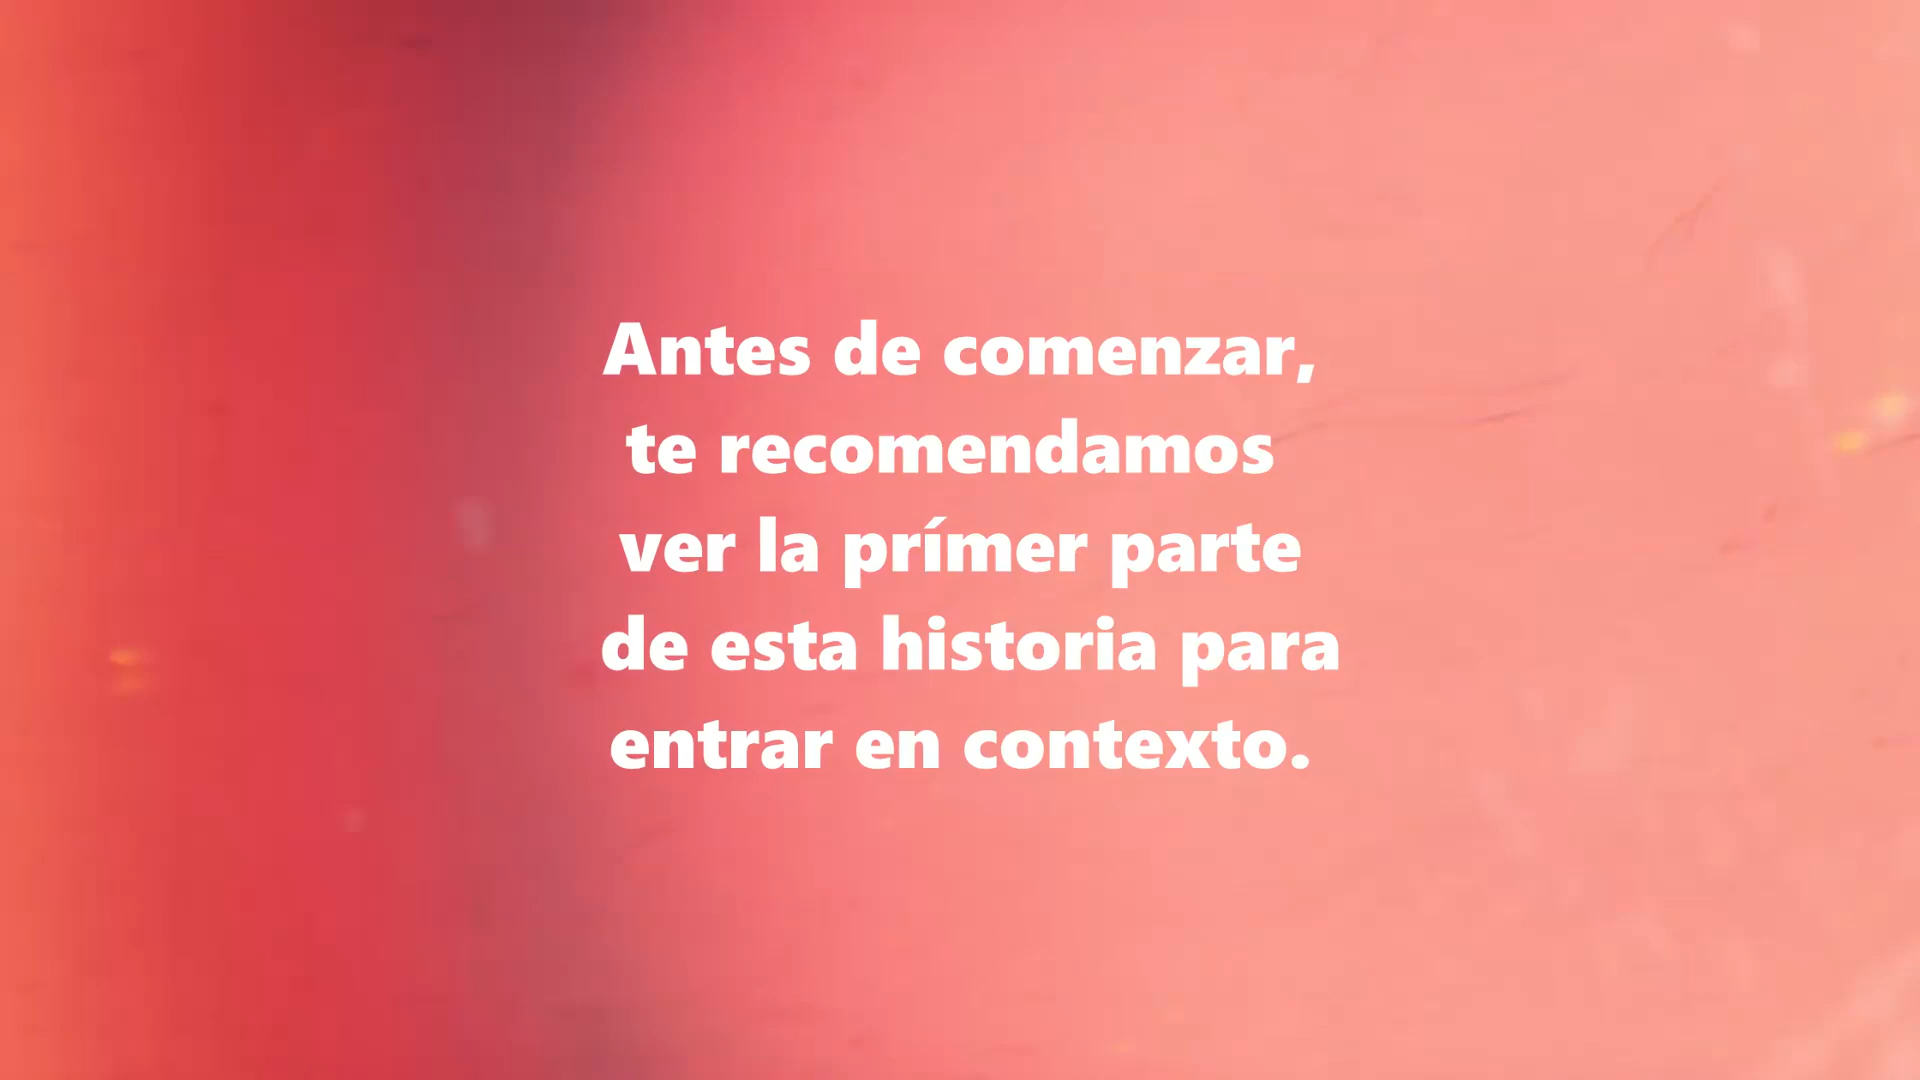 Antes de comenzar,
te recomendamos
ver la prímer parte
de esta historia para
entrar en contexto.